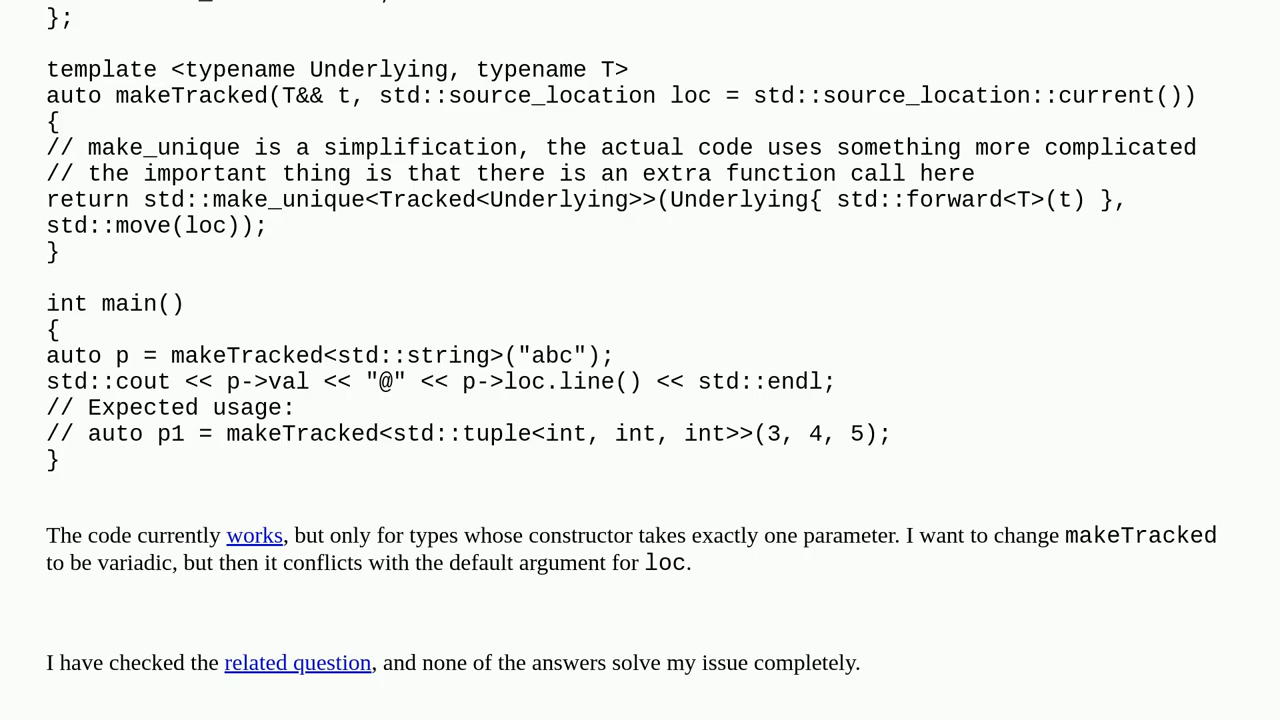 };
template <typename Underlying, typename T>
auto makeTracked(T&& t, std::source_location loc = std::source_location::current())
{
// make_unique is a simplification, the actual code uses something more complicated
// the important thing is that there is an extra function call here
return std::make_unique<Tracked<Underlying>>(Underlying{ std::forward<T>(t) },
std::move(loc));
}
int main()
{
auto p = makeTracked<std::string>("abc");
std::cout << p->val << "@" << p->loc.line() << std::endl;
// Expected usage:
// auto p1 = makeTracked<std::tuple<int, int, int>>(3, 4, 5);
}
The code currently works, but only for types whose constructor takes exactly one parameter. I want to change makeTracked
to be variadic, but then it conflicts with the default argument for loc.
I have checked the related question, and none of the answers solve my issue completely.